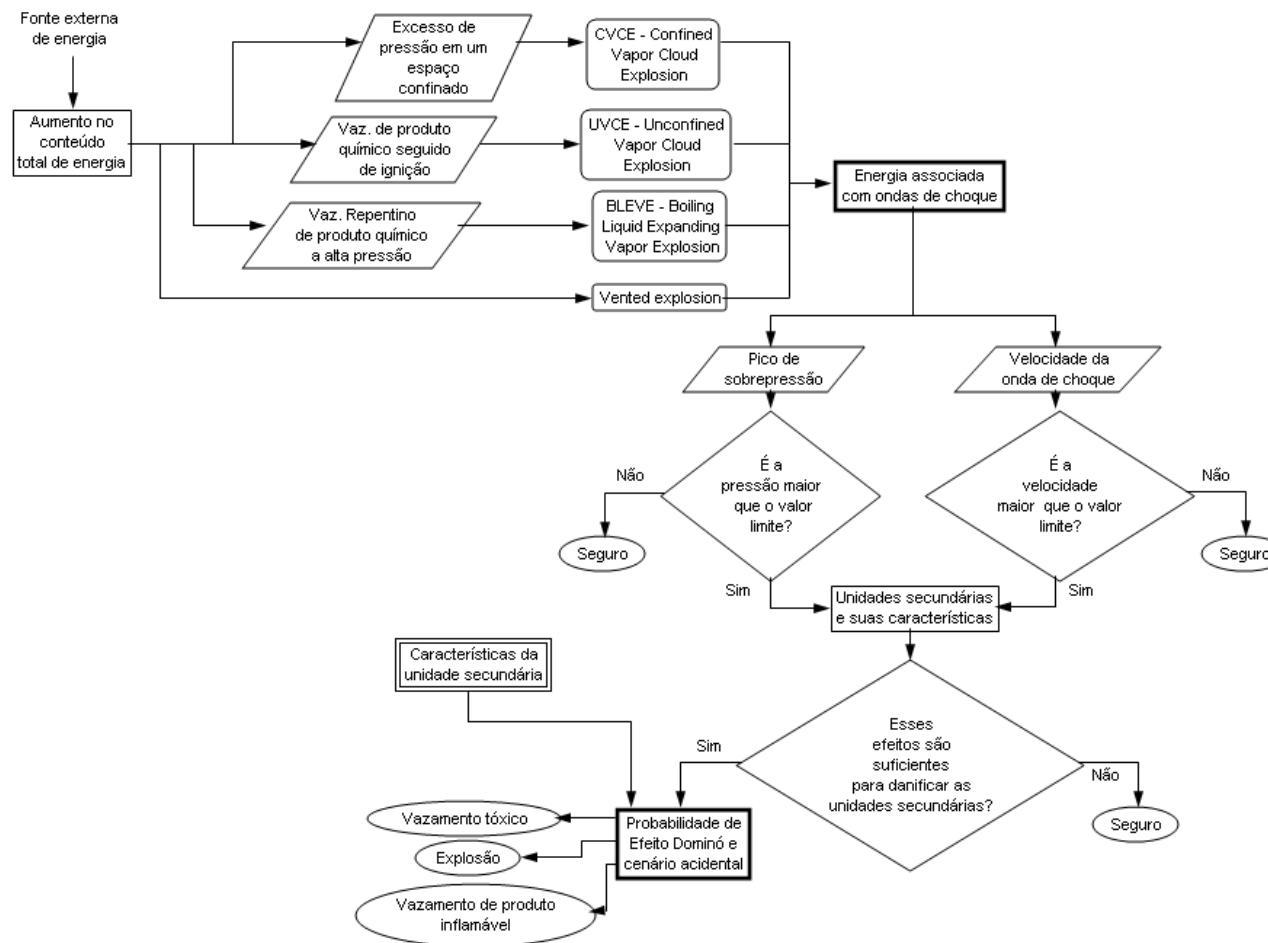 Fonte externa
de energia
Excesso de
pressão em um
espaço
confinado
CVCE - Confined
Vapor Cloud
Explosion
Aumento no
conteúdo
total de energia
Vaz. de produto
químico seguido
de ignição
UVCE - Unconfined
Vapor Cloud
Explosion
Energia associada
com ondas de choque
Vaz. Repentino
de produto químico
a alta pressão
BLEVE - Boiling
Liquid Expanding
Vapor Explosion
Vented explosion
Pico de
sobrepressão
Velocidade da
onda de choque
Não
É a
pressão maior
que o valor
limite?
É a
velocidade
maior que o valor
limite?
Não
Seguro
Seguro
Sim
Unidades secundárias
e suas características
Sim
Características da
unidade secundária
Sim
Esses
efeitos são
suficientes
para danificar as
unidades secundárias?
Não
Vazamento tóxico
Probabilidade de
Efeito Dominó e
cenário acidental
Seguro
Explosão
Vazamento de produto
inflamável